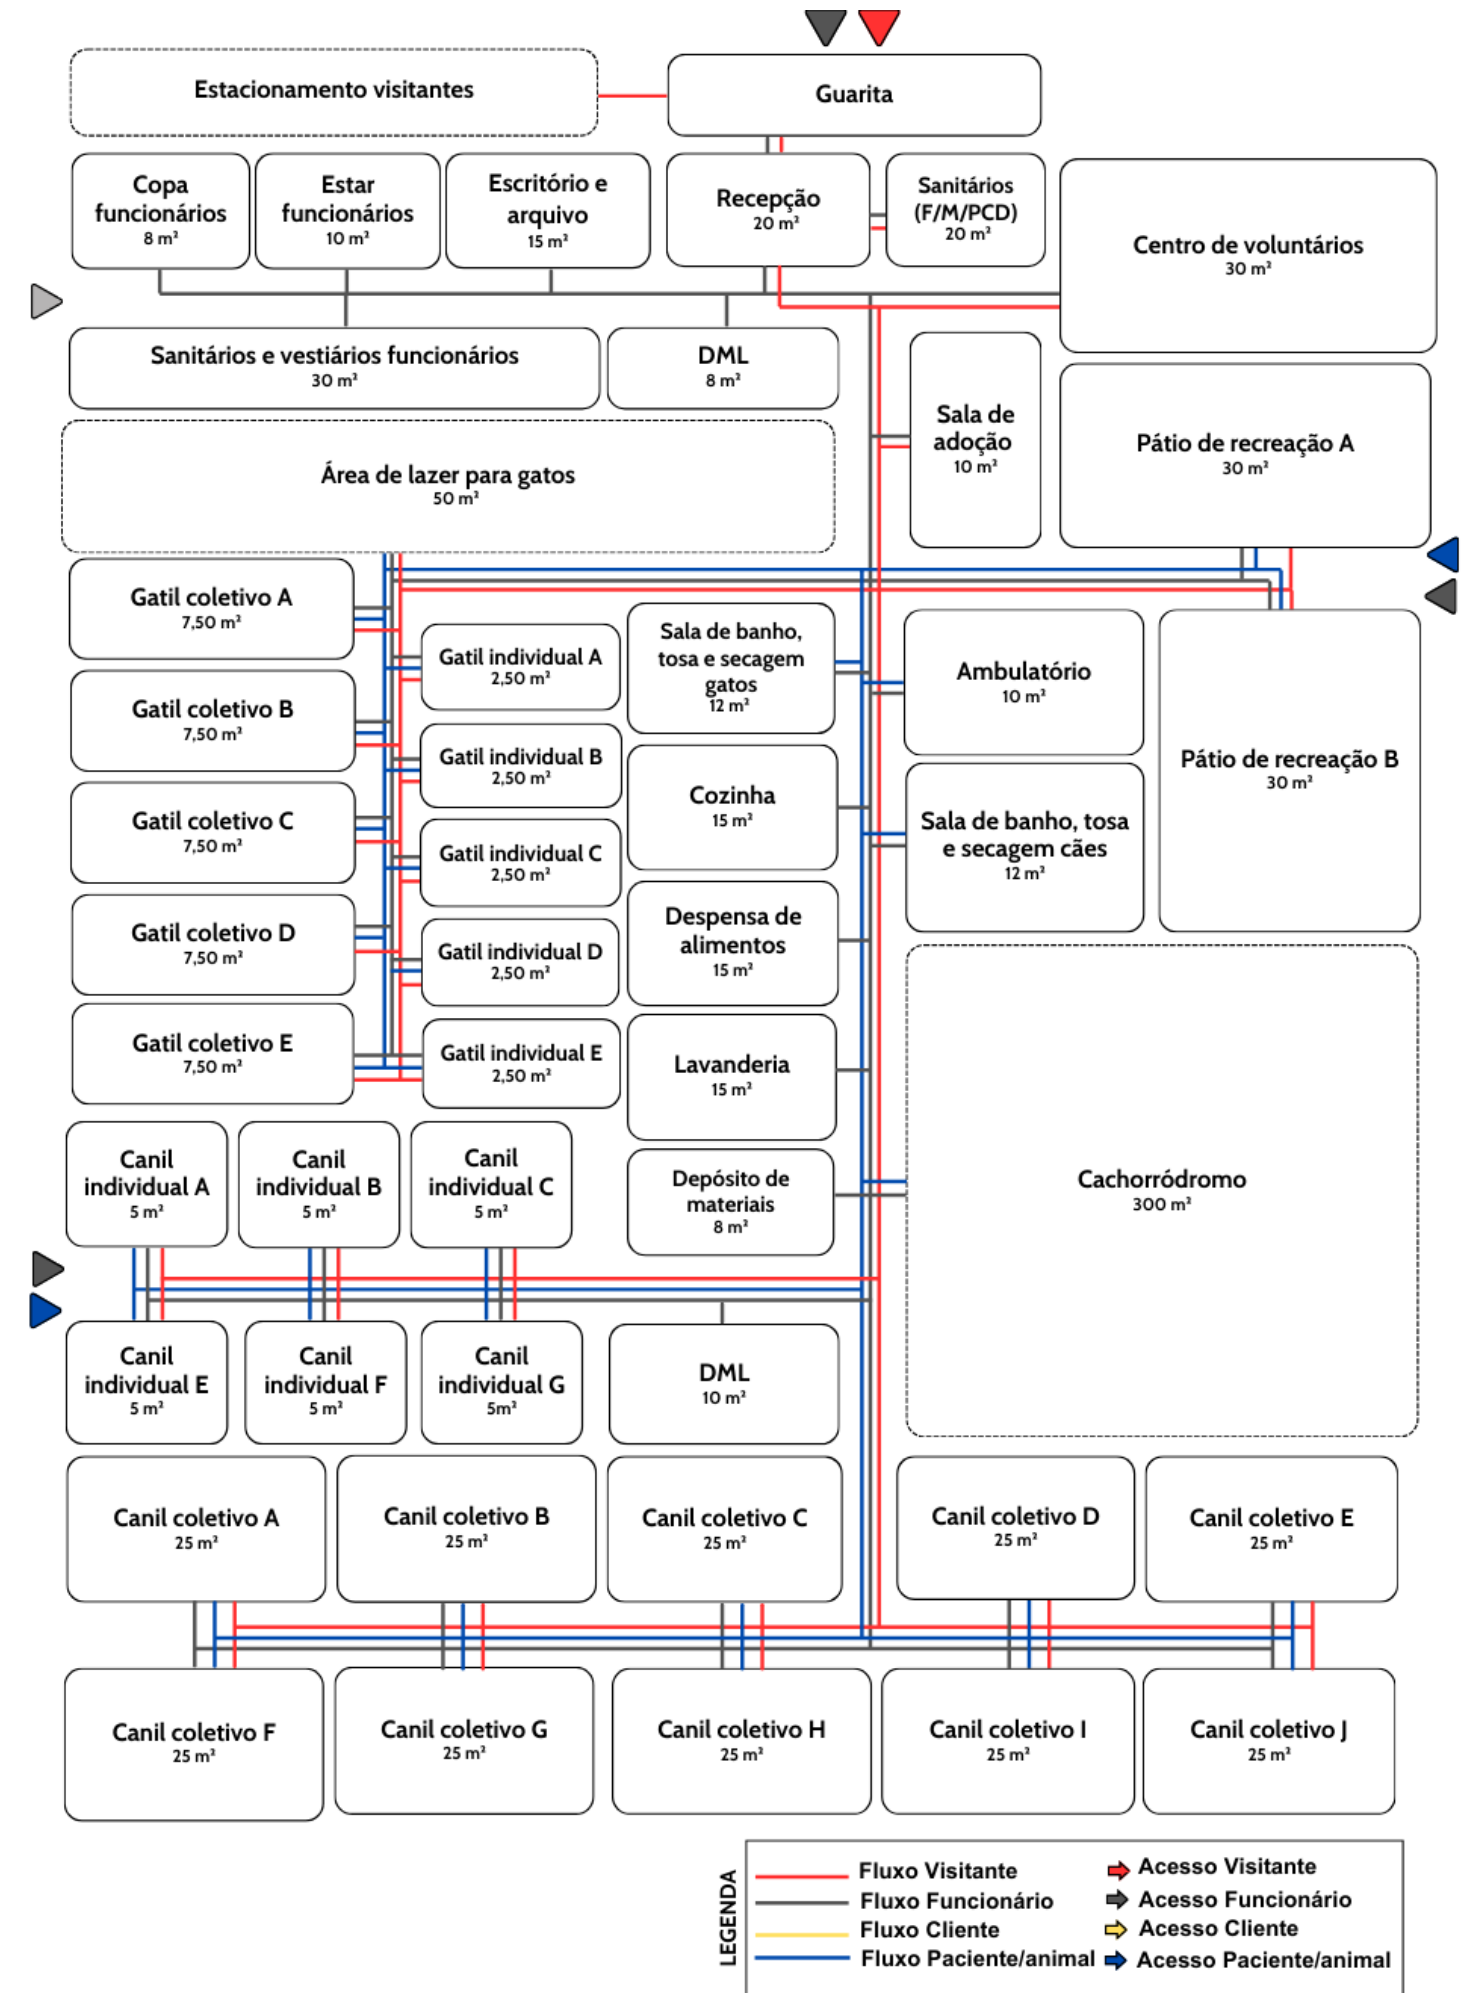 Estacionamento visitantes
Guarita
Copa
funcionários
8 m²
Estar
funcionários
10 m²
Escritório e
arquivo
15 m²
Recepção
20 m²
Sanitários
(F/M/PCD)
20 m²
Centro de voluntários
30 m²
Sanitários e vestiários funcionários
30 m²
DML
8 m²
Sala de
adoção
10 m²
Pátio de recreação A
30 m²
Área de lazer para gatos
50 m²
Gatil coletivo A
7,50 m²
Gatil coletivo B
7,50 m²
Gatil coletivo C
7,50 m²
Gatil coletivo D
7,50 m²
Gatil coletivo E
7,50 m²
Gatil individual A
2,50 m²
Gatil individual B
2,50 m²
Gatil individual C
2,50 m²
Gatil individual D
2,50 m²
Gatil individual E
2,50 m²
Sala de banho,
tosa e secagem
gatos
12 m²
Cozinha
15 m²
Despensa de
alimentos
15 m²
Lavanderia
15 m²
Depósito de
materiais
8 m²
Ambulatório
10 m²
Sala de banho, tosa
e secagem cães
12 m²
Pátio de recreação B
30 m²
Cachorródromo
300 m²
Canil
individual A
5 m²
Canil
individual B
5 m²
Canil
individual C
5 m²
Canil
individual E
5 m²
Canil
individual F
5 m²
Canil
individual G
5m²
DML
10 m²
Canil coletivo A
25 m²
Canil coletivo B
25 m²
Canil coletivo C
25 m²
Canil coletivo D
25 m²
Canil coletivo E
25 m²
Canil coletivo F
25 m²
Canil coletivo G
25 m²
Canil coletivo H
25 m²
Canil coletivo I
25 m²
Canil coletivo J
25 m²
LEGENDA
Fluxo Visitante
Fluxo Funcionário
Fluxo Cliente
Fluxo Paciente/animal
Acesso Visitante
Acesso Funcionário
Acesso Cliente
Acesso Paciente/animal